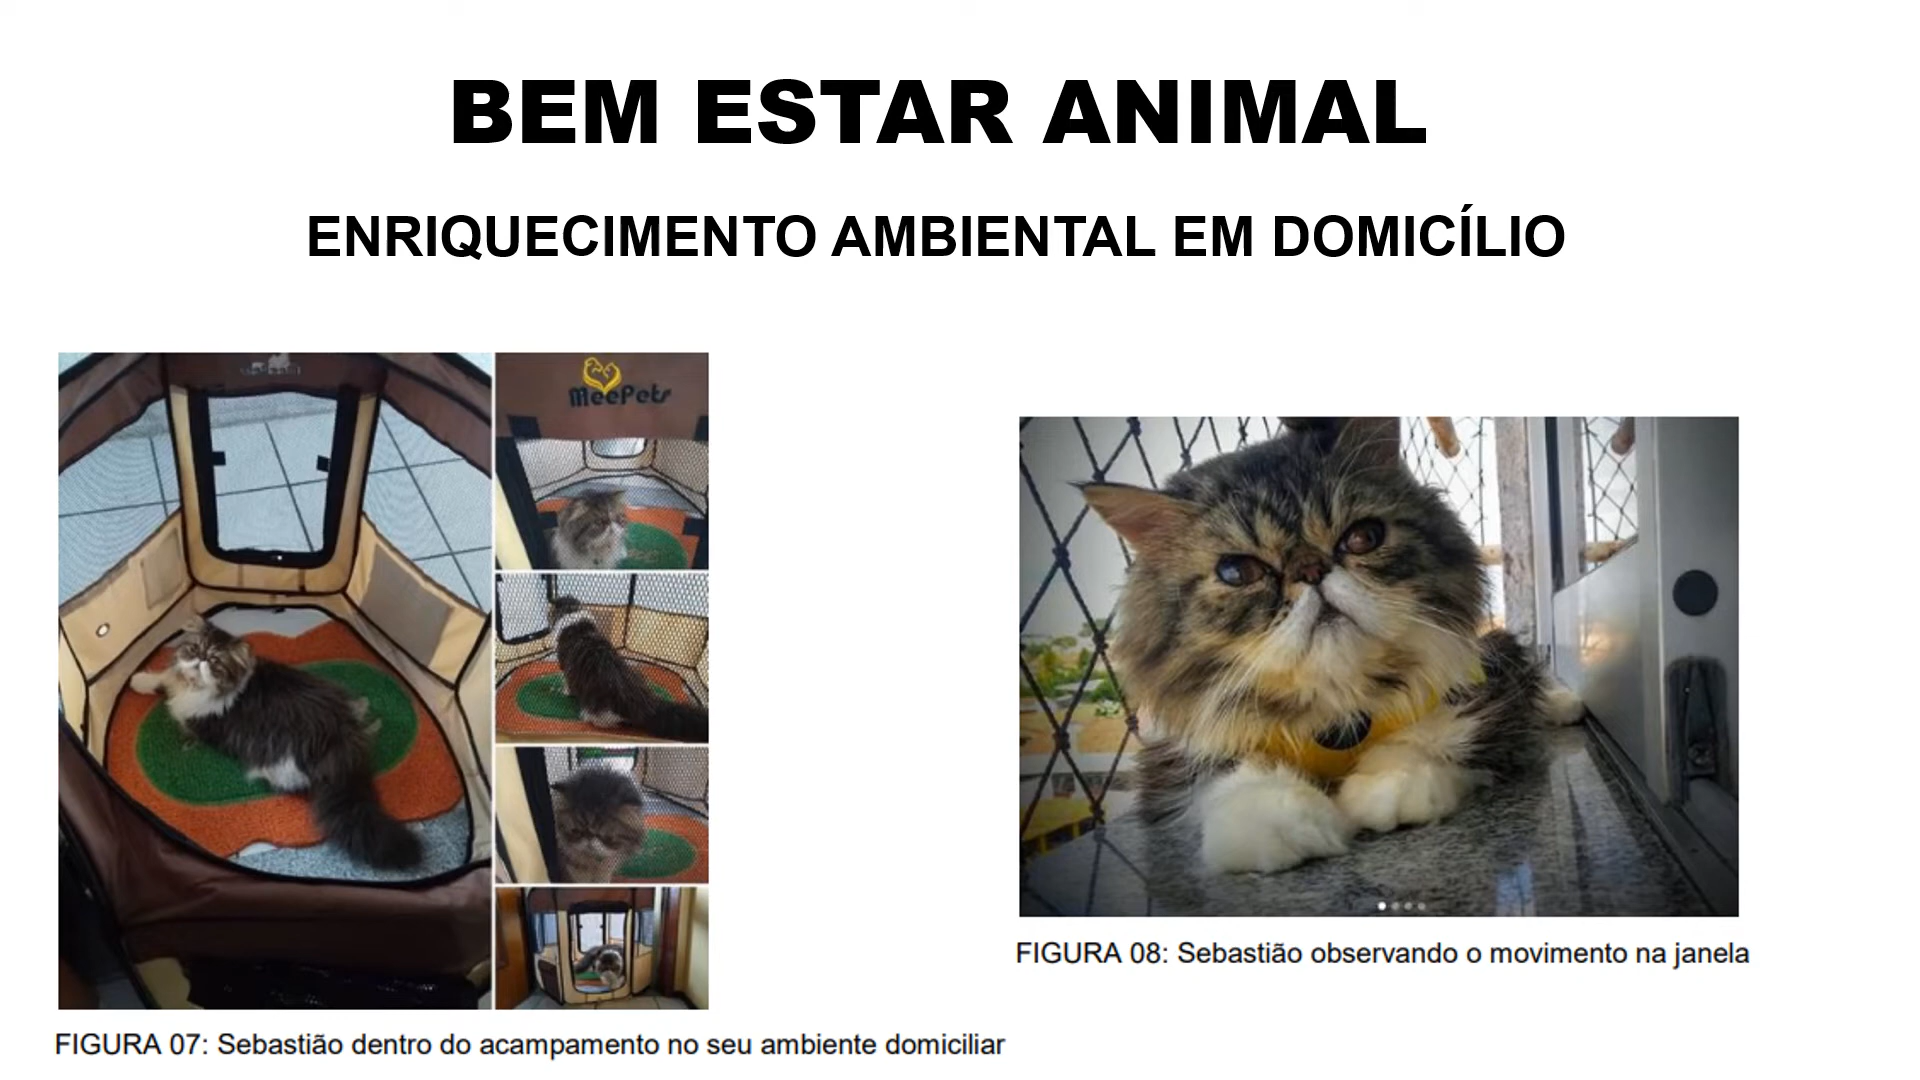 BEM ESTAR ANIMAL
ENRIQUECIMENTO AMBIENTAL EM DOMICÍLIO
MeePets
FIGURA 08: Sebastião observando o movimento na janela
FIGURA 07: Sebastião dentro do acampamento no seu ambiente domiciliar